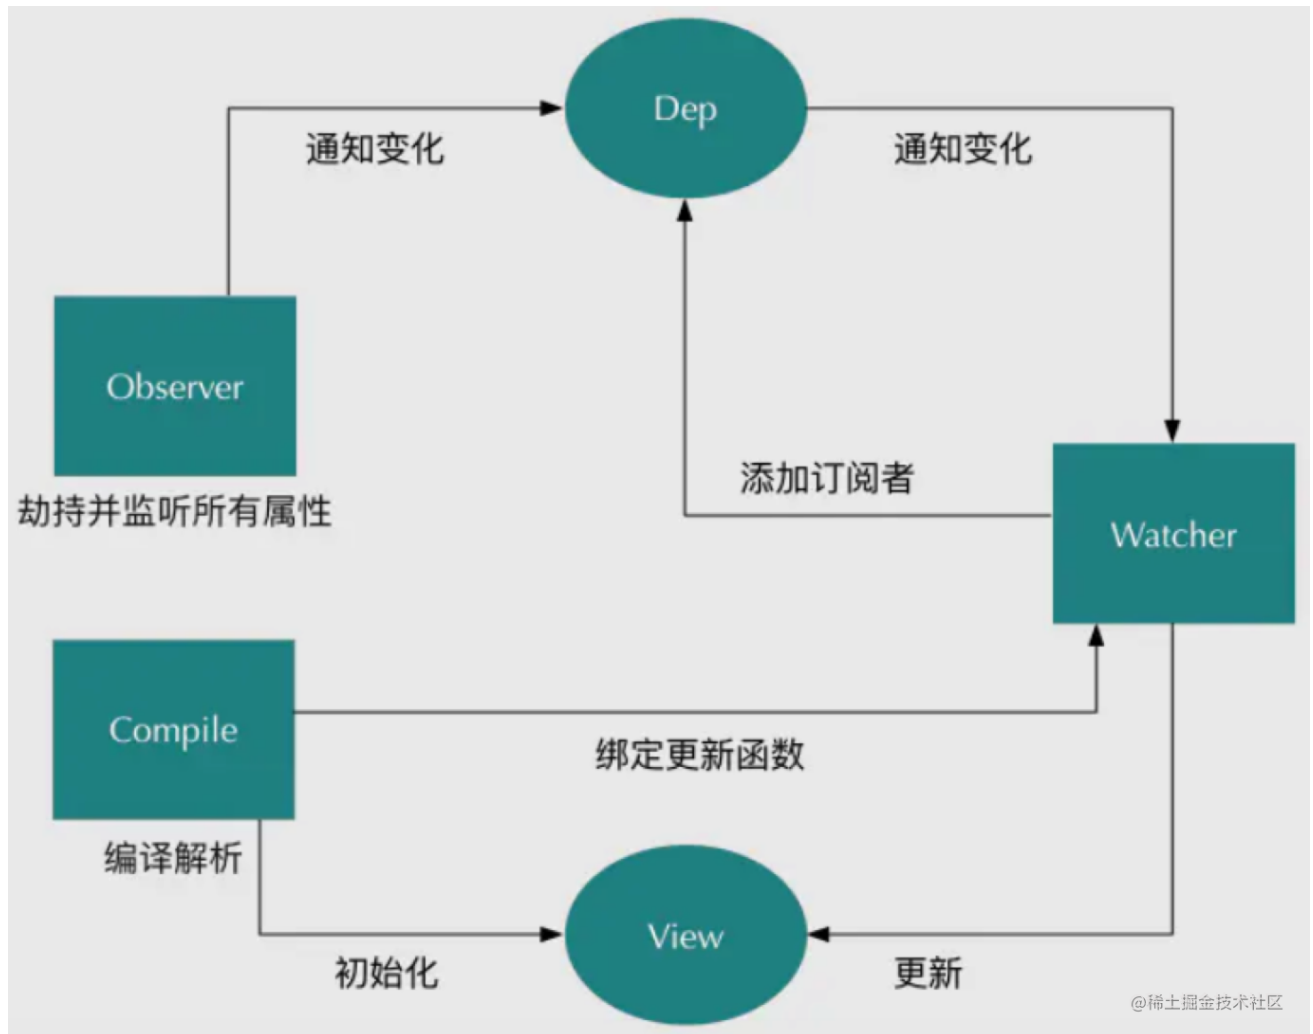 Dep
通知变化
通知变化
Observer
劫持并监听所有属性
添加订阅者
Watcher
Compile
绑定更新函数
编译解析
View
初始化
更新
@稀土掘金技术社区